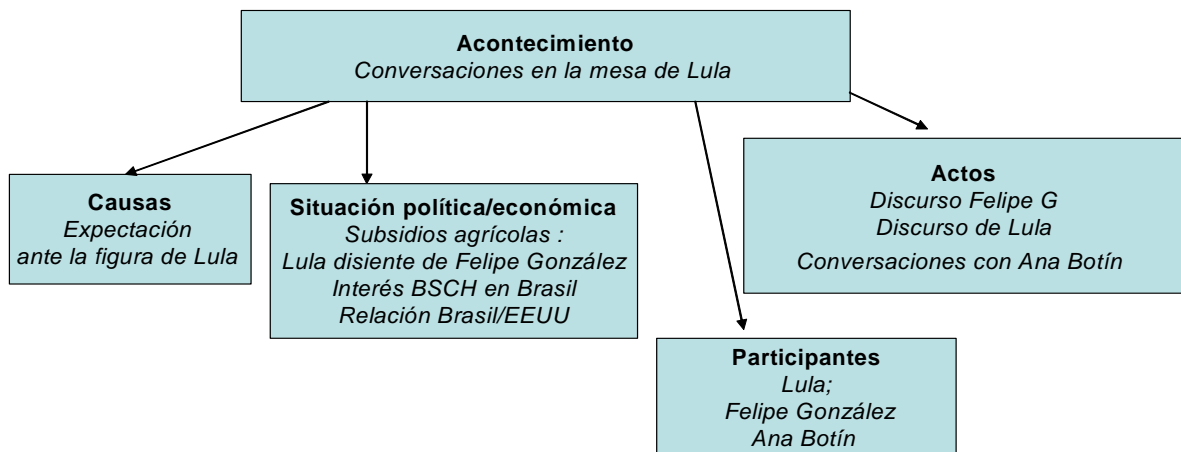 Acontecimiento
Conversaciones en la mesa de Lula
Causas
Expectación
ante la figura de Lula
Situación política/económica
Subsidios agrícolas :
Lula disiente de Felipe González
Interés BSCH en Brasil
Relación Brasil/EEUU
Actos
Discurso Felipe G
Discurso de Lula
Conversaciones con Ana Botín
Participantes
Lula;
Felipe González
Ana Botín